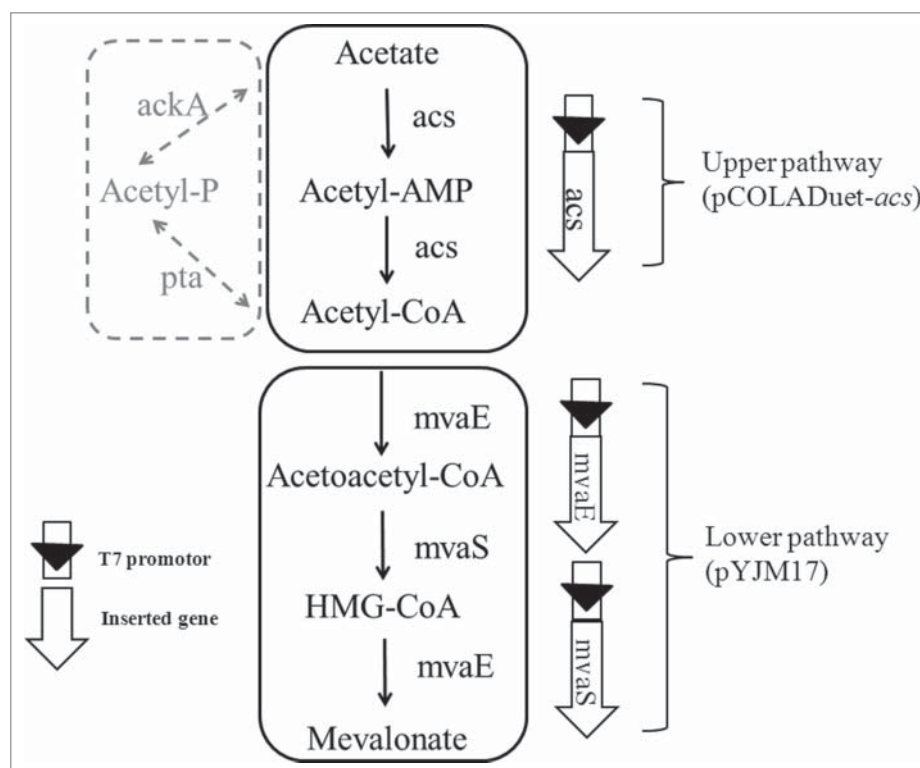 Acetate
ackA
acs
Acetyl-P
Acetyl-AMP
pta
acs
Acetyl-CoA
acs
Upper pathway
(pCOLADuet-acs)
mvaE
Acetoacetyl-CoA
mvaS
HMG-CoA
mvaE
Mevalonate
mvaE
mvaS
Lower pathway
(pYJM17)
T7 promotor
Inserted gene